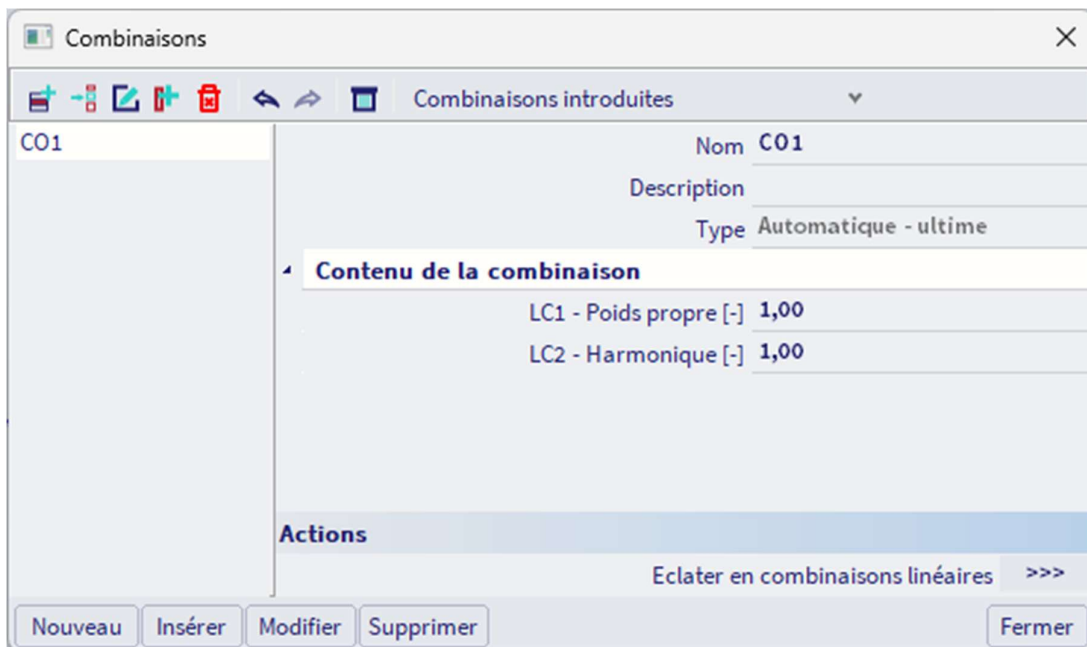 Combinaisons
Combinaisons introduites
CO1
Nom CO1
Description
Type Automatique - ultime
Contenu de la combinaison
LC1 - Poids propre [-] 1,00
LC2 - Harmonique [-] 1,00
Actions
Eclater en combinaisons linéaires >>>
Nouveau Insérer Modifier Supprimer Fermer